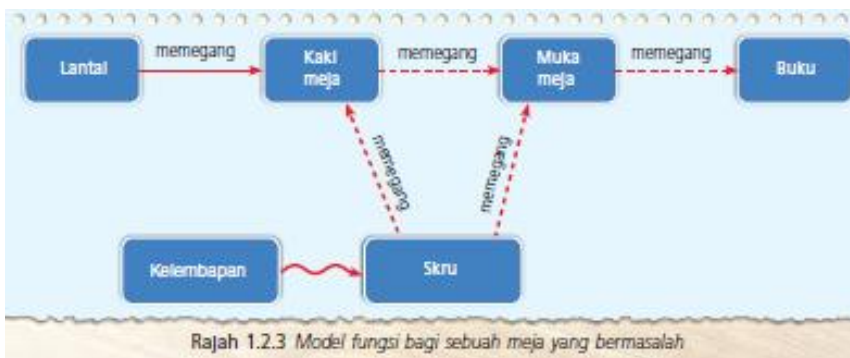 memegang memegang memegang
Lantai Kaki Muka Buku
meja meja
memegang memegang
Kelembapan Skru
Rajah 1.2.3 Model fungsi bagi sebuah meja yang bermasalah